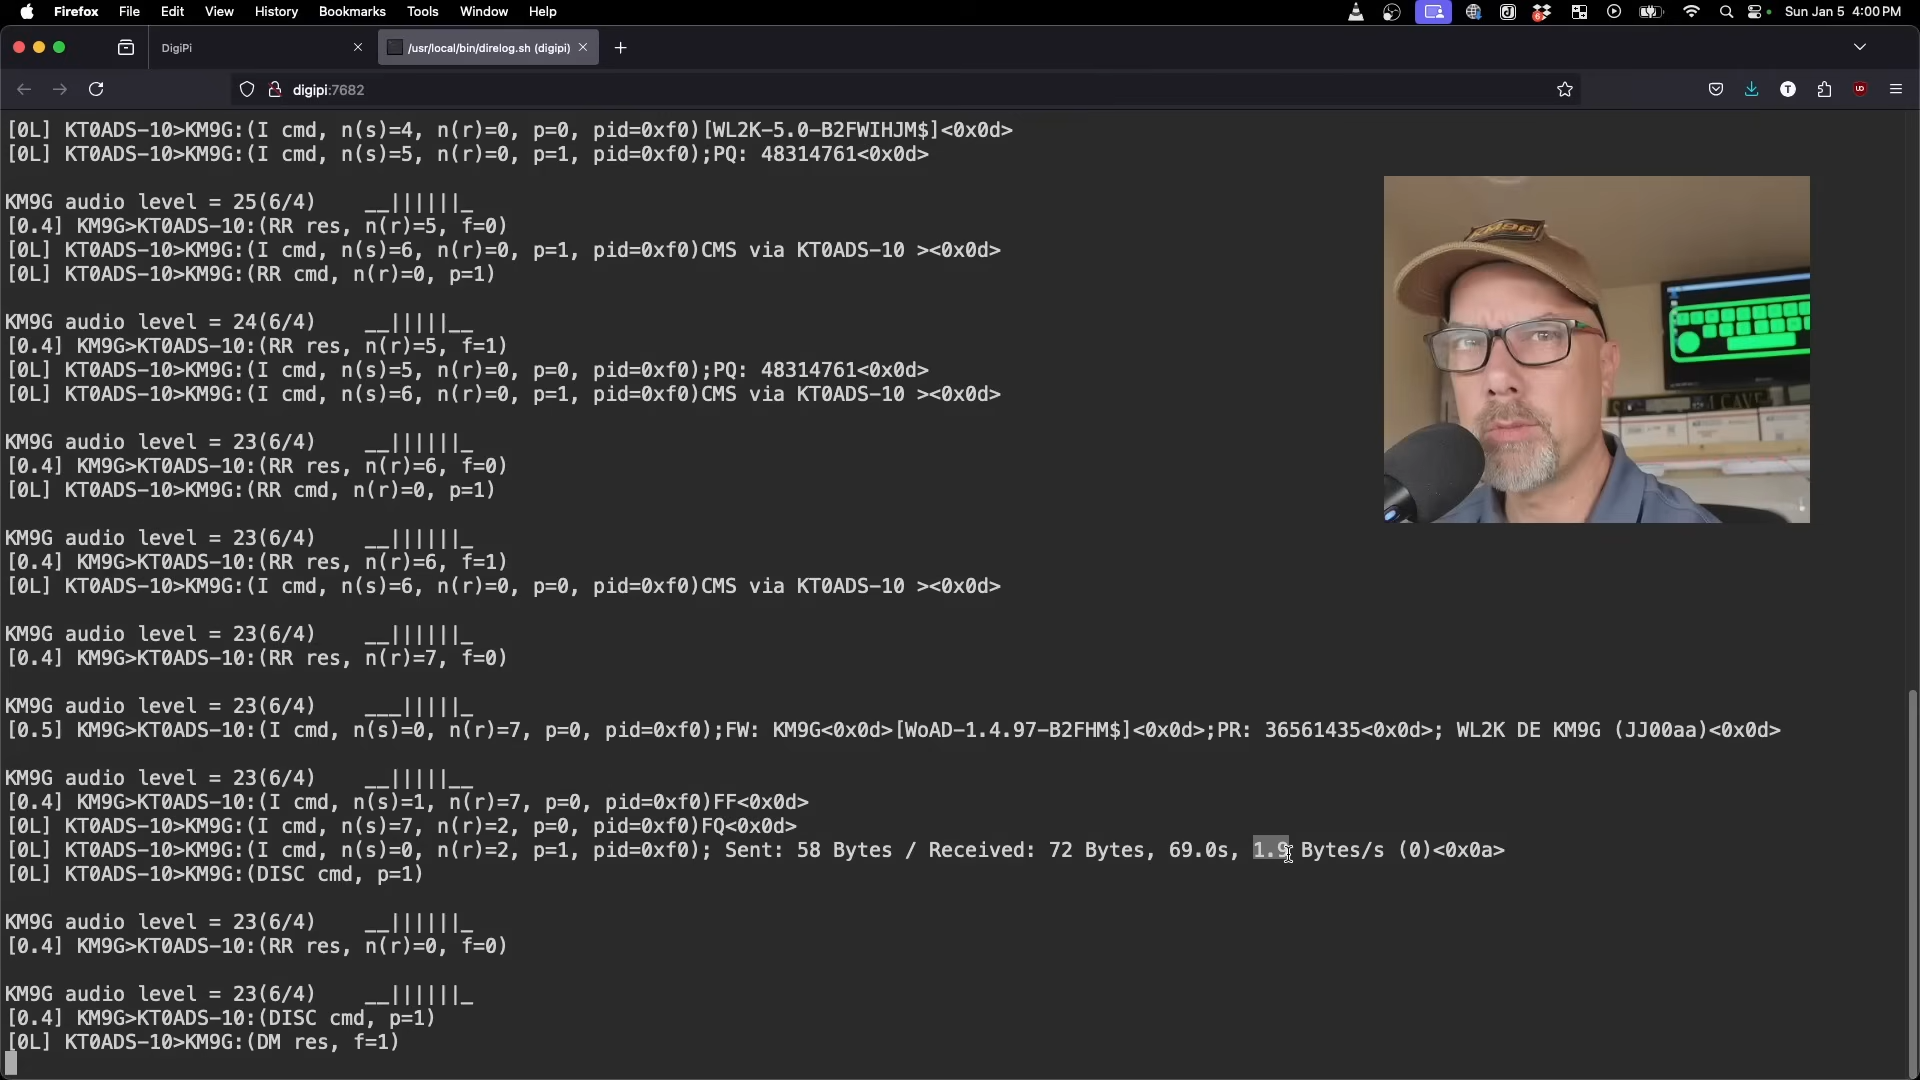 Firefox File Edit View History Bookmarks Tools Window Help
Sun Jan 5 4:00 PM
DigiPi
/usr/local/bin/direlog.sh (digipi)
digipi:7682
[0L] KT0ADS-10>KM9G:(I cmd, n(s)=4, n(r)=0, p=0, pid=0xf0)[WL2K-5.0-B2FWIHJM$]<0x0d>
[0L] KT0ADS-10>KM9G:(I cmd, n(s)=5, n(r)=0, p=1, pid=0xf0);PQ: 48314761<0x0d>
KM9G audio level = 25(6/4) __||||||_
[0.4] KM9G>KT0ADS-10:(RR res, n(r)=5, f=0)
[0L] KT0ADS-10>KM9G:(I cmd, n(s)=6, n(r)=0, p=1, pid=0xf0)CMS via KT0ADS-10 ><0x0d>
[0L] KT0ADS-10>KM9G:(RR cmd, n(r)=0, p=1)
KM9G audio level = 24(6/4) __|||||__
[0.4] KM9G>KT0ADS-10:(RR res, n(r)=5, f=1)
[0L] KT0ADS-10>KM9G:(I cmd, n(s)=5, n(r)=0, p=0, pid=0xf0);PQ: 48314761<0x0d>
[0L] KT0ADS-10>KM9G:(I cmd, n(s)=6, n(r)=0, p=1, pid=0xf0)CMS via KT0ADS-10 ><0x0d>
KM9G audio level = 23(6/4) __||||||_
[0.4] KM9G>KT0ADS-10:(RR res, n(r)=6, f=0)
[0L] KT0ADS-10>KM9G:(RR cmd, n(r)=0, p=1)
KM9G audio level = 23(6/4) __||||||_
[0.4] KM9G>KT0ADS-10:(RR res, n(r)=6, f=1)
[0L] KT0ADS-10>KM9G:(I cmd, n(s)=6, n(r)=0, p=0, pid=0xf0)CMS via KT0ADS-10 ><0x0d>
KM9G audio level = 23(6/4) __||||||_
[0.4] KM9G>KT0ADS-10:(RR res, n(r)=7, f=0)
KM9G audio level = 23(6/4) ___|||||_
[0.5] KM9G>KT0ADS-10:(I cmd, n(s)=0, n(r)=7, p=0, pid=0xf0);FW: KM9G<0x0d>[WoAD-1.4.97-B2FHM$]<0x0d>;PR: 36561435<0x0d>; WL2K DE KM9G (JJ00aa)<0x0d>
KM9G audio level = 23(6/4) __|||||__
[0.4] KM9G>KT0ADS-10:(I cmd, n(s)=1, n(r)=7, p=0, pid=0xf0)FF<0x0d>
[0L] KT0ADS-10>KM9G:(I cmd, n(s)=7, n(r)=2, p=0, pid=0xf0)FQ<0x0d>
[0L] KT0ADS-10>KM9G:(I cmd, n(s)=0, n(r)=2, p=1, pid=0xf0); Sent: 58 Bytes / Received: 72 Bytes, 69.0s, 1.9 Bytes/s (0)<0x0a>
[0L] KT0ADS-10>KM9G:(DISC cmd, p=1)
KM9G audio level = 23(6/4) __||||||_
[0.4] KM9G>KT0ADS-10:(RR res, n(r)=0, f=0)
KM9G audio level = 23(6/4) __||||||_
[0.4] KM9G>KT0ADS-10:(DISC cmd, p=1)
[0L] KT0ADS-10>KM9G:(DM res, f=1)
KM9G